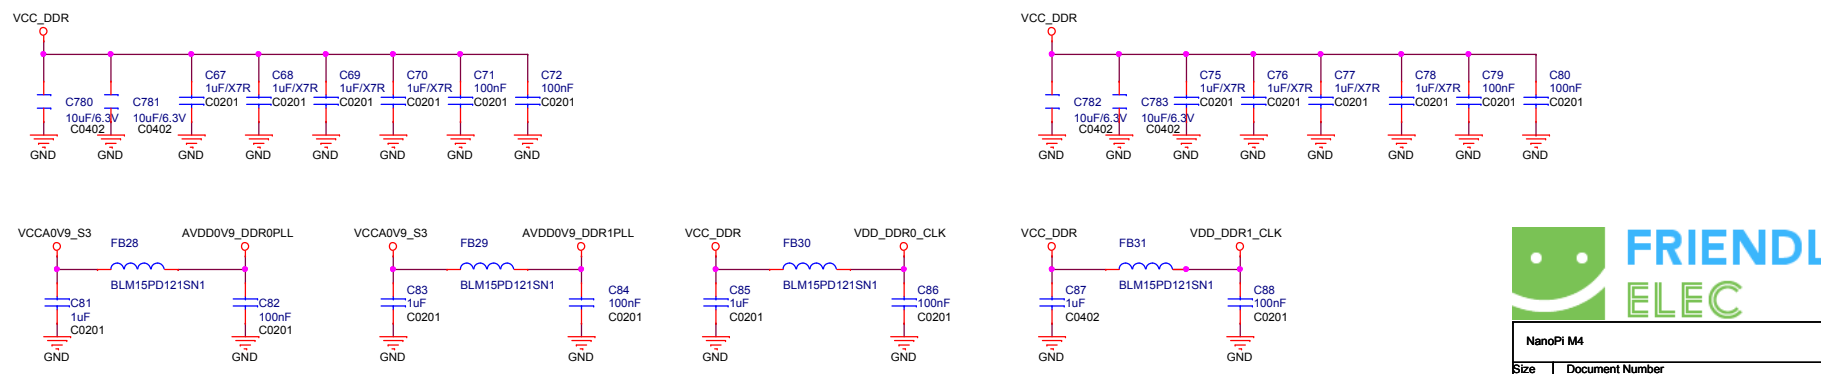 VCC_DDR
C780
10uF/6.3V
C0402
GND
C781
10uF/6.3V
C0402
GND
C67
1uF/X7R
C0201
GND
C68
1uF/X7R
C0201
GND
C69
1uF/X7R
C0201
GND
C70
1uF/X7R
C0201
GND
C71
100nF
C0201
GND
C72
100nF
C0201
GND
VCC_DDR
C782
10uF/6.3V
C0402
GND
C783
10uF/6.3V
C0402
GND
C75
1uF/X7R
C0201
GND
C76
1uF/X7R
C0201
GND
C77
1uF/X7R
C0201
GND
C78
1uF/X7R
C0201
GND
C79
100nF
C0201
GND
C80
100nF
C0201
GND
VCCA0V9_S3
FB28
BLM15PD121SN1
AVDD0V9_DDR0PLL
C81
1uF
C0201
GND
C82
100nF
C0201
GND
VCCA0V9_S3
FB29
BLM15PD121SN1
AVDD0V9_DDR1PLL
C83
1uF
C0201
GND
C84
100nF
C0201
GND
VCC_DDR
FB30
BLM15PD121SN1
VDD_DDR0_CLK
C85
1uF
C0201
GND
C86
100nF
C0201
GND
VCC_DDR
FB31
BLM15PD121SN1
VDD_DDR1_CLK
C87
1uF
C0402
GND
C88
100nF
C0201
GND
FRIENDL
ELEC
NanoPi M4
Size
Document Number